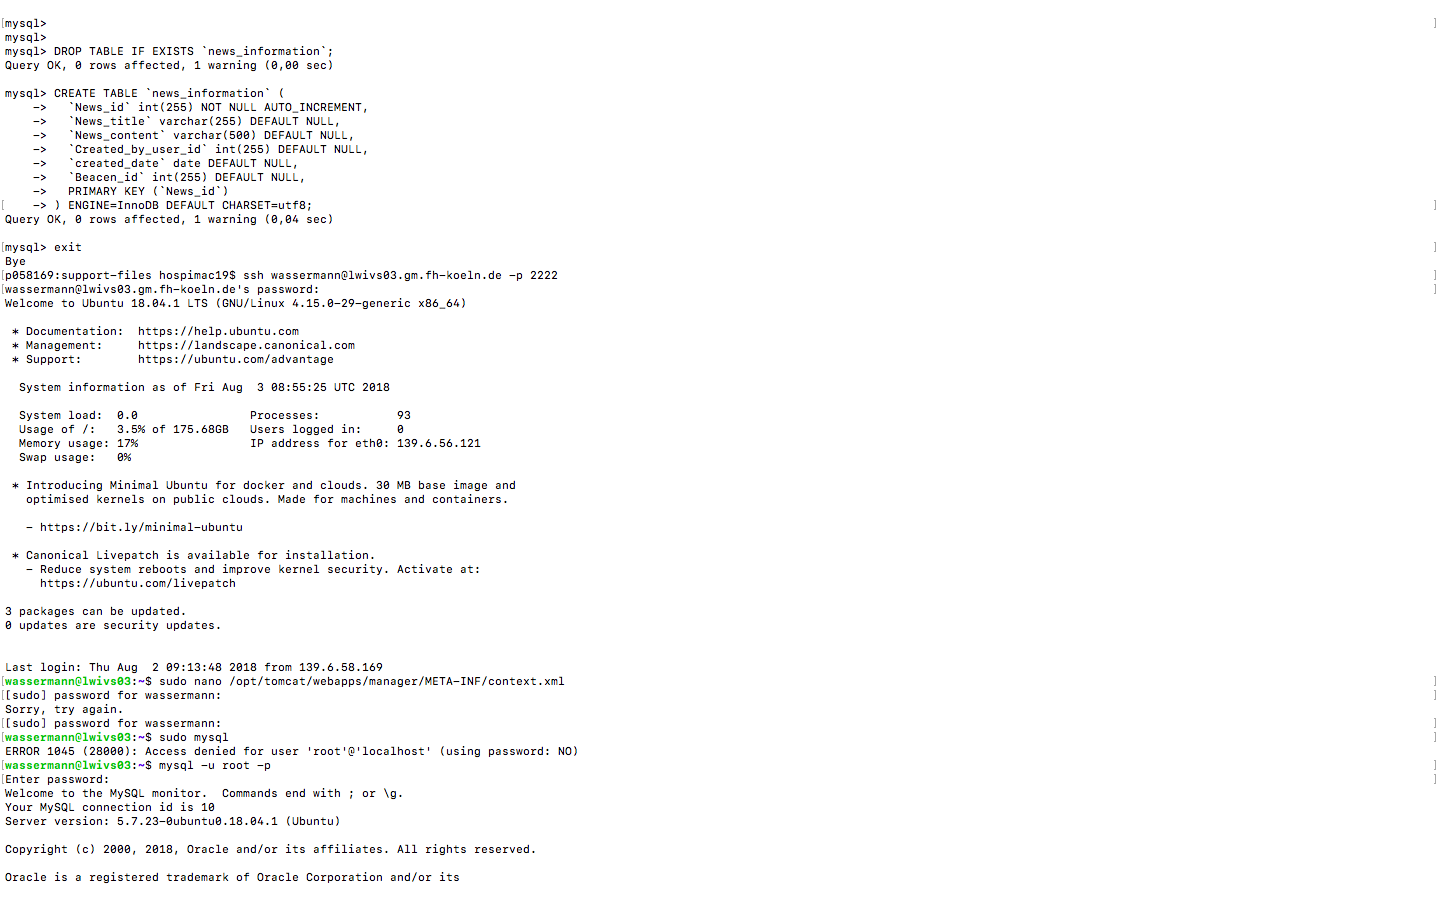 [mysql> ]
mysql>
mysql> DROP TABLE IF EXISTS `news_information`;
Query OK, 0 rows affected, 1 warning (0,00 sec)
mysql> CREATE TABLE `news_information` (
    ->   `News_id` int(255) NOT NULL AUTO_INCREMENT,
    ->   `News_title` varchar(255) DEFAULT NULL,
    ->   `News_content` varchar(500) DEFAULT NULL,
    ->   `Created_by_user_id` int(255) DEFAULT NULL,
    ->   `created_date` date DEFAULT NULL,
    ->   `Beacen_id` int(255) DEFAULT NULL,
    ->   PRIMARY KEY (`News_id`)
[    -> ) ENGINE=InnoDB DEFAULT CHARSET=utf8; ]
Query OK, 0 rows affected, 1 warning (0,04 sec)
[mysql> exit ]
Bye
[p058169:support-files hospimac19$ ssh wassermann@lwivs03.gm.fh-koeln.de -p 2222 ]
[wassermann@lwivs03.gm.fh-koeln.de's password: ]
Welcome to Ubuntu 18.04.1 LTS (GNU/Linux 4.15.0-29-generic x86_64)
 * Documentation:  https://help.ubuntu.com
 * Management:     https://landscape.canonical.com
 * Support:        https://ubuntu.com/advantage
  System information as of Fri Aug  3 08:55:25 UTC 2018
  System load:  0.0                Processes:           93
  Usage of /:   3.5% of 175.68GB   Users logged in:     0
  Memory usage: 17%                IP address for eth0: 139.6.56.121
  Swap usage:   0%
 * Introducing Minimal Ubuntu for docker and clouds. 30 MB base image and
   optimised kernels on public clouds. Made for machines and containers.
   - https://bit.ly/minimal-ubuntu
 * Canonical Livepatch is available for installation.
   - Reduce system reboots and improve kernel security. Activate at:
     https://ubuntu.com/livepatch
3 packages can be updated.
0 updates are security updates.
Last login: Thu Aug  2 09:13:48 2018 from 139.6.58.169
[wassermann@lwivs03:~$ sudo nano /opt/tomcat/webapps/manager/META-INF/context.xml ]
[[sudo] password for wassermann: ]
Sorry, try again.
[[sudo] password for wassermann: ]
[wassermann@lwivs03:~$ sudo mysql ]
ERROR 1045 (28000): Access denied for user 'root'@'localhost' (using password: NO)
[wassermann@lwivs03:~$ mysql -u root -p ]
[Enter password: ]
Welcome to the MySQL monitor.  Commands end with ; or \g.
Your MySQL connection id is 10
Server version: 5.7.23-0ubuntu0.18.04.1 (Ubuntu)
Copyright (c) 2000, 2018, Oracle and/or its affiliates. All rights reserved.
Oracle is a registered trademark of Oracle Corporation and/or its